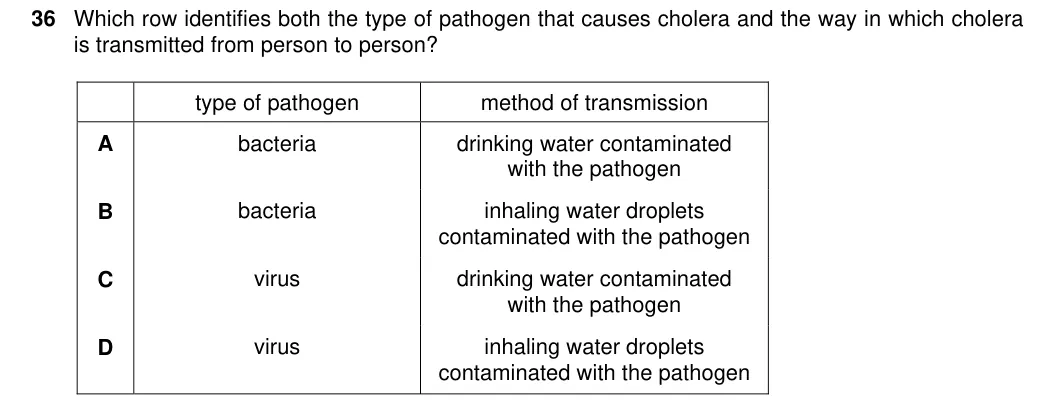 36 Which row identifies both the type of pathogen that causes cholera and the way in which cholera
is transmitted from person to person?
type of pathogen method of transmission
A bacteria drinking water contaminated
with the pathogen
B bacteria inhaling water droplets
contaminated with the pathogen
C virus drinking water contaminated
with the pathogen
D virus inhaling water droplets
contaminated with the pathogen